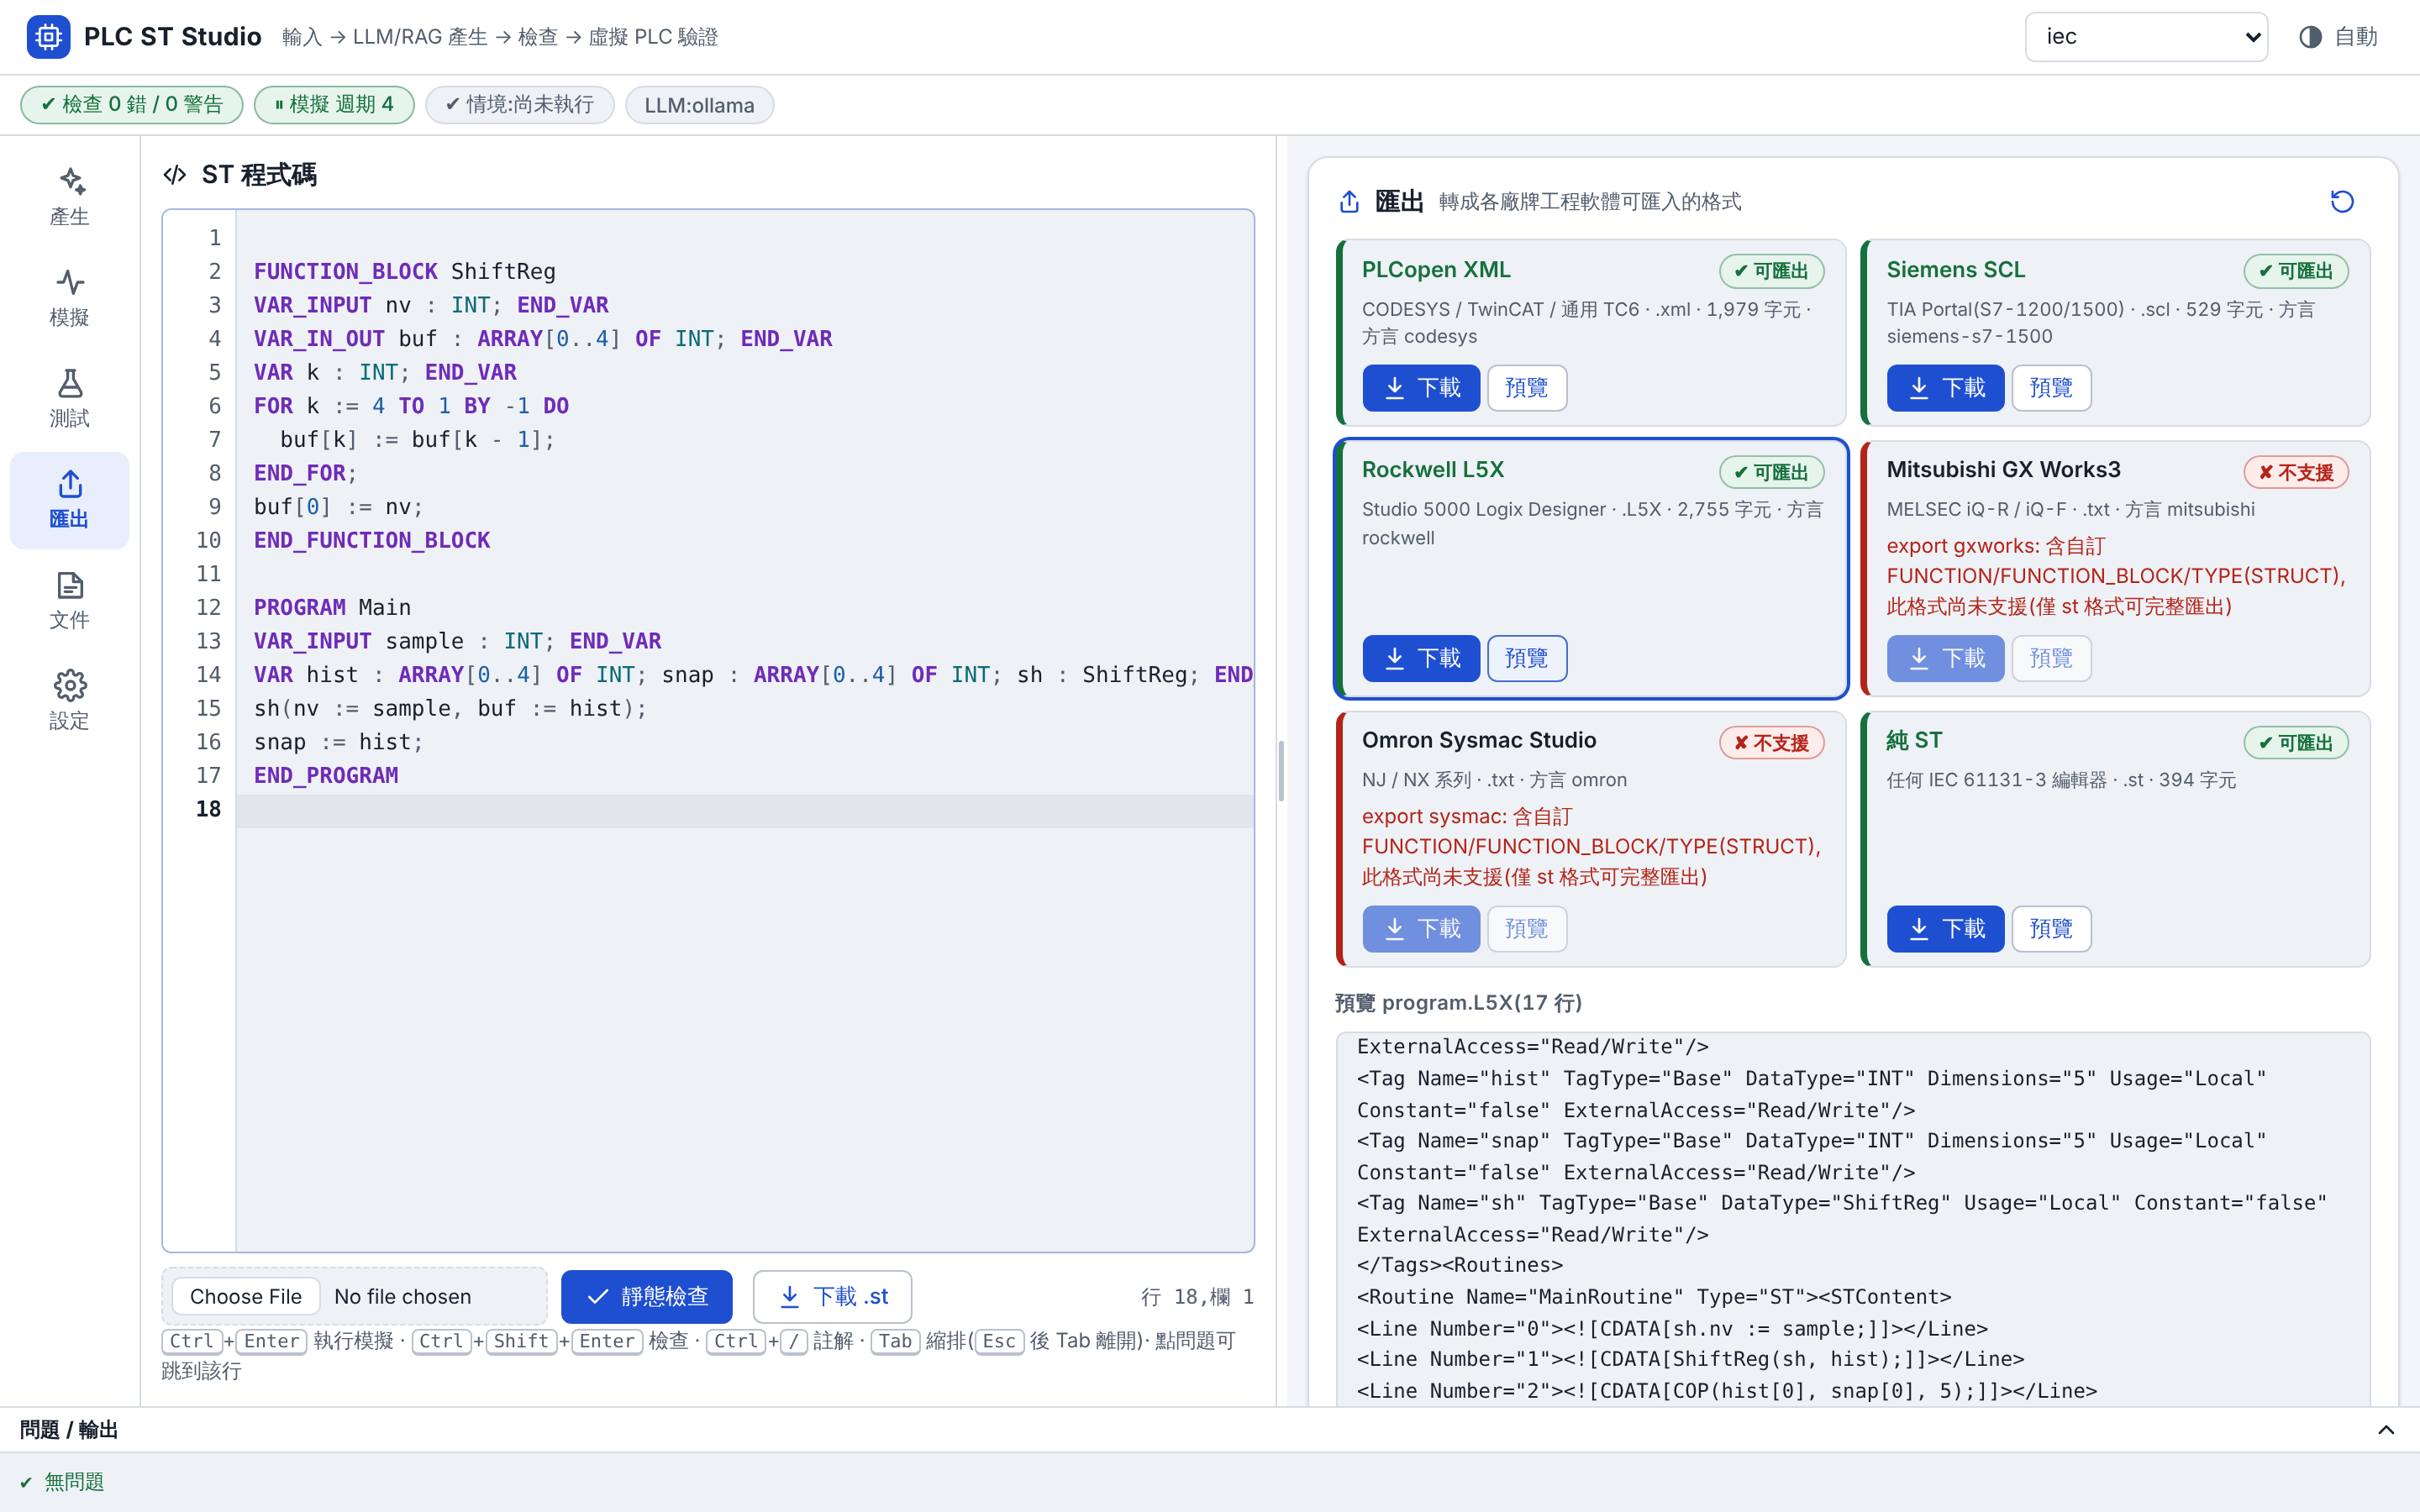 PLC ST Studio 輸入 → LLM/RAG 產生 → 檢查 → 虛擬 PLC 驗證
iec
自動
✔ 檢查 0 錯 / 0 警告
⏸ 模擬 週期 4
✔ 情境:尚未執行
LLM:ollama
產生
模擬
測試
匯出
文件
設定
ST 程式碼
1
2 FUNCTION_BLOCK ShiftReg
3 VAR_INPUT nv : INT; END_VAR
4 VAR_IN_OUT buf : ARRAY[0..4] OF INT; END_VAR
5 VAR k : INT; END_VAR
6 FOR k := 4 TO 1 BY -1 DO
7 buf[k] := buf[k - 1];
8 END_FOR;
9 buf[0] := nv;
10 END_FUNCTION_BLOCK
11
12 PROGRAM Main
13 VAR_INPUT sample : INT; END_VAR
14 VAR hist : ARRAY[0..4] OF INT; snap : ARRAY[0..4] OF INT; sh : ShiftReg; END_
15 sh(nv := sample, buf := hist);
16 snap := hist;
17 END_PROGRAM
18
Choose File No file chosen
靜態檢查
下載 .st
行 18,欄 1
Ctrl+Enter 執行模擬 · Ctrl+Shift+Enter 檢查 · Ctrl+/ 註解 · Tab 縮排(Esc 後 Tab 離開)· 點問題可
跳到該行
匯出 轉成各廠牌工程軟體可匯入的格式
PLCopen XML
✔ 可匯出
CODESYS / TwinCAT / 通用 TC6 · .xml · 1,979 字元 ·
方言 codesys
下載 預覽
Siemens SCL
✔ 可匯出
TIA Portal(S7-1200/1500) · .scl · 529 字元 · 方言
siemens-s7-1500
下載 預覽
Rockwell L5X
✔ 可匯出
Studio 5000 Logix Designer · .L5X · 2,755 字元 · 方言
rockwell
下載 預覽
Mitsubishi GX Works3
✘ 不支援
MELSEC iQ-R / iQ-F · .txt · 方言 mitsubishi
export gxworks: 含自訂
FUNCTION/FUNCTION_BLOCK/TYPE(STRUCT),
此格式尚未支援(僅 st 格式可完整匯出)
下載 預覽
Omron Sysmac Studio
✘ 不支援
NJ / NX 系列 · .txt · 方言 omron
export sysmac: 含自訂
FUNCTION/FUNCTION_BLOCK/TYPE(STRUCT),
此格式尚未支援(僅 st 格式可完整匯出)
下載 預覽
純 ST
✔ 可匯出
任何 IEC 61131-3 編輯器 · .st · 394 字元
下載 預覽
預覽 program.L5X(17 行)
ExternalAccess="Read/Write"/>
<Tag Name="hist" TagType="Base" DataType="INT" Dimensions="5" Usage="Local"
Constant="false" ExternalAccess="Read/Write"/>
<Tag Name="snap" TagType="Base" DataType="INT" Dimensions="5" Usage="Local"
Constant="false" ExternalAccess="Read/Write"/>
<Tag Name="sh" TagType="Base" DataType="ShiftReg" Usage="Local" Constant="false"
ExternalAccess="Read/Write"/>
</Tags><Routines>
<Routine Name="MainRoutine" Type="ST"><STContent>
<Line Number="0"><![CDATA[sh.nv := sample;]]></Line>
<Line Number="1"><![CDATA[ShiftReg(sh, hist);]]></Line>
<Line Number="2"><![CDATA[COP(hist[0], snap[0], 5);]]></Line>
問題 / 輸出
✔ 無問題